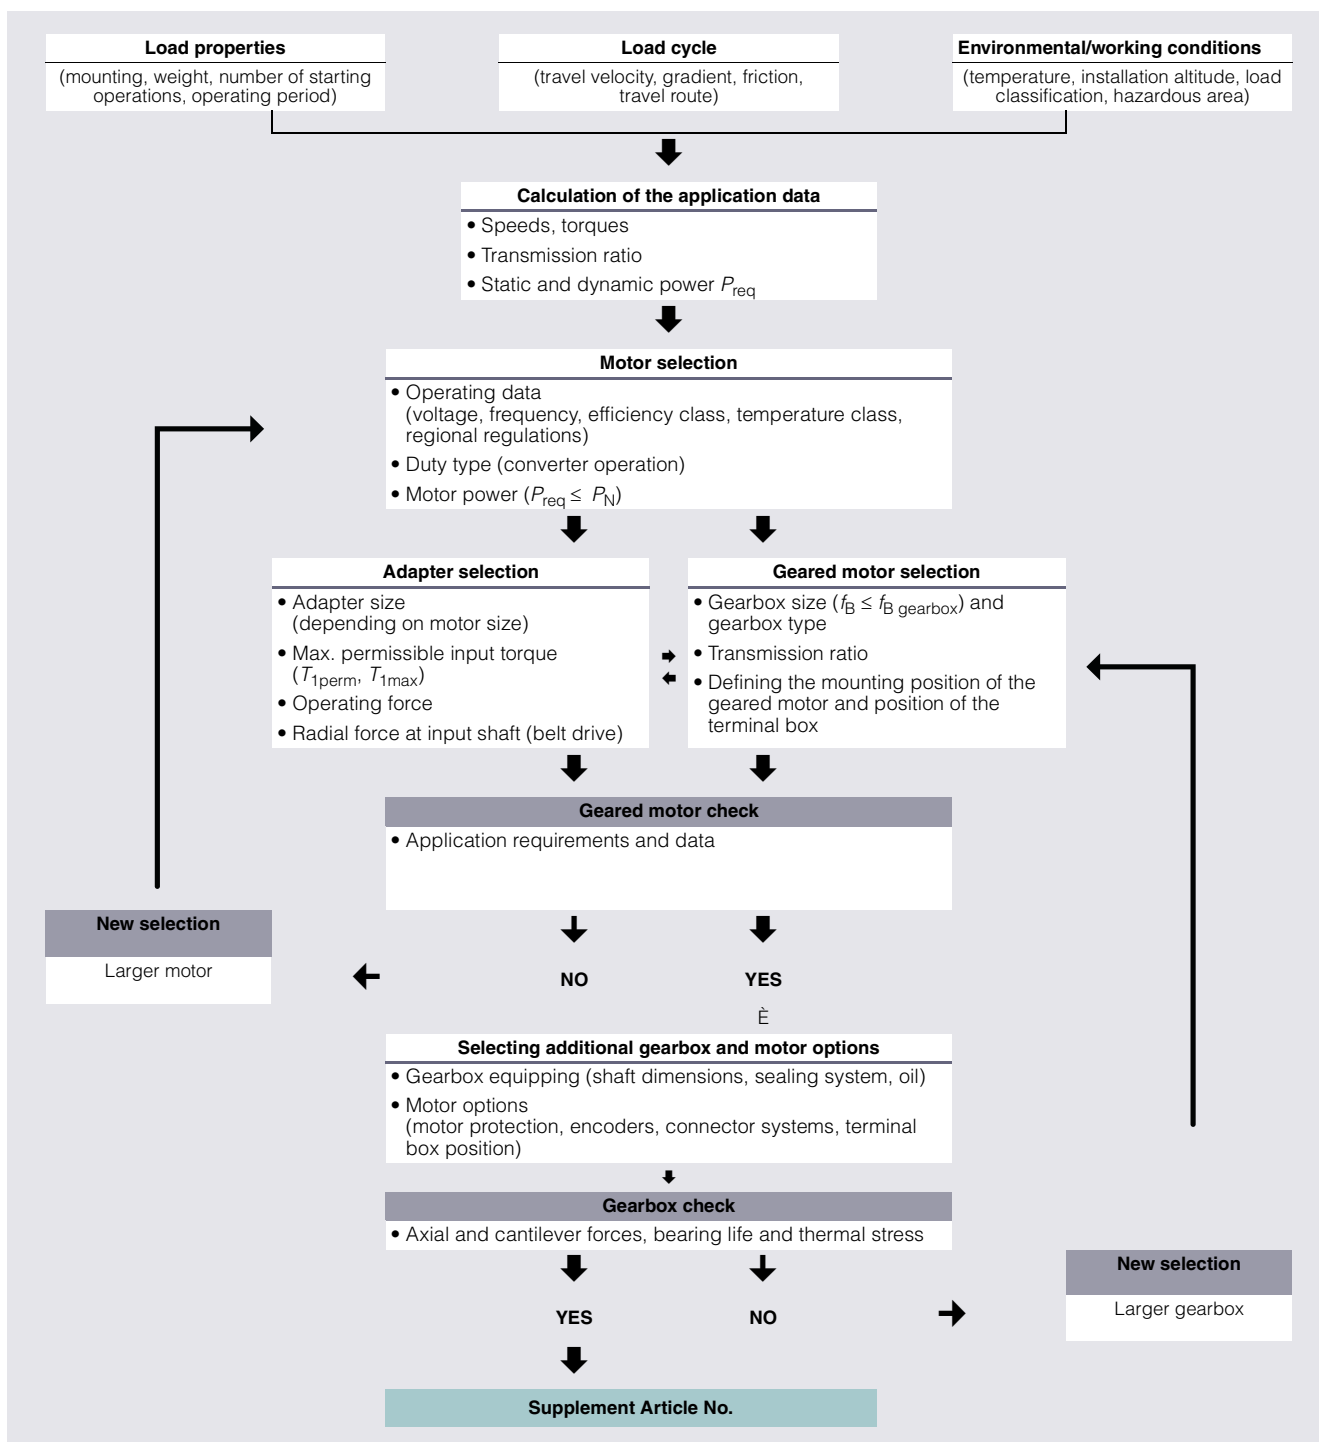 Load properties
(mounting, weight, number of starting
operations, operating period)
Load cycle
(travel velocity, gradient, friction,
travel route)
Environmental/working conditions
(temperature, installation altitude, load
classification, hazardous area)
Calculation of the application data
• Speeds, torques
• Transmission ratio
• Static and dynamic power Preq
Motor selection
• Operating data
(voltage, frequency, efficiency class, temperature class,
regional regulations)
• Duty type (converter operation)
• Motor power (Preq ≤ PN)
Adapter selection
• Adapter size
(depending on motor size)
• Max. permissible input torque
(T1perm, T1max)
• Operating force
• Radial force at input shaft (belt drive)
Geared motor selection
• Gearbox size (fB ≤ fB gearbox) and
gearbox type
• Transmission ratio
• Defining the mounting position of the
geared motor and position of the
terminal box
Geared motor check
• Application requirements and data
New selection
Larger motor
NO
YES
È
Selecting additional gearbox and motor options
• Gearbox equipping (shaft dimensions, sealing system, oil)
• Motor options
(motor protection, encoders, connector systems, terminal
box position)
Gearbox check
• Axial and cantilever forces, bearing life and thermal stress
YES
NO
New selection
Larger gearbox
Supplement Article No.